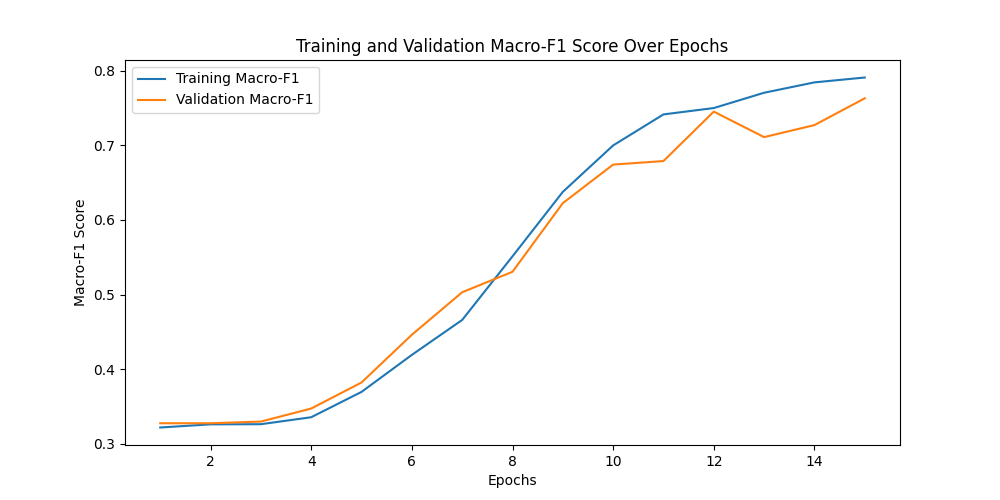 Training and Validation Macro-F1 Score Over Epochs
Training Macro-F1
Validation Macro-F1
Macro-F1 Score
0.8
0.7
0.6
0.5
0.4
0.3
2 4 6 8 10 12 14
Epochs